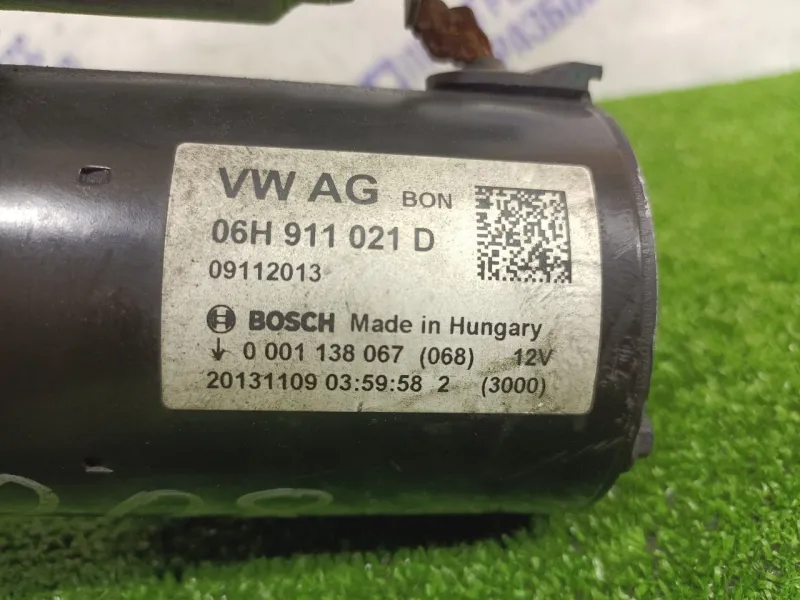 VW AG BON
06H 911 021 D
09112013
BOSCH Made in Hungary
0 001 138 067 (068) 12V
20131109 03:59:58 2 (3000)